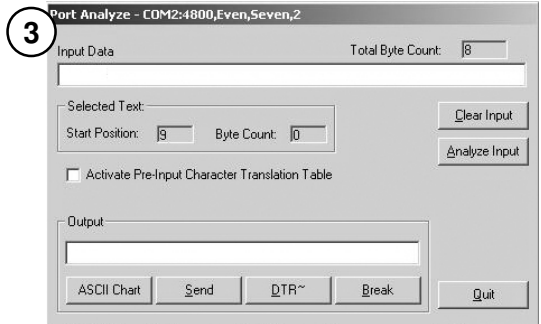 3
Port Analyze - COM2:4800,Even,Seven,2
Input Data Total Byte Count: 8
Selected Text:
Start Position: 9 Byte Count: 0
Clear Input
Analyze Input
Activate Pre-Input Character Translation Table
Output
ASCII Chart Send DTR~ Break Quit